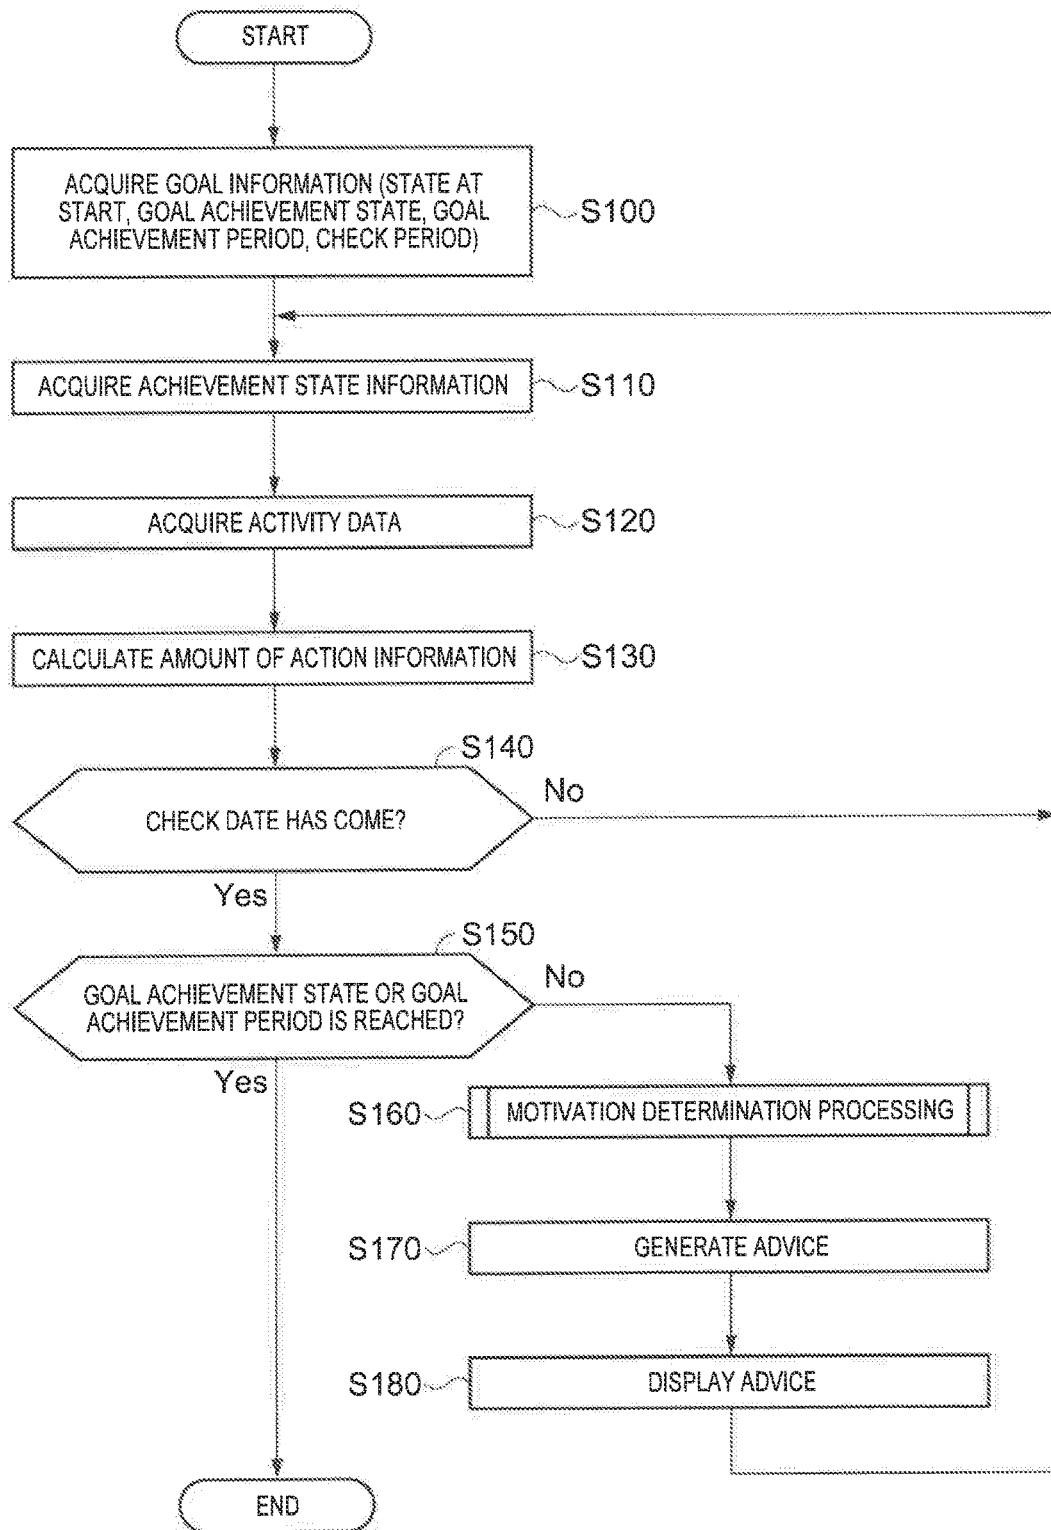 START
ACQUIRE GOAL INFORMATION (STATE AT
START, GOAL ACHIEVEMENT STATE, GOAL
ACHIEVEMENT PERIOD, CHECK PERIOD)
S100
ACQUIRE ACHIEVEMENT STATE INFORMATION
S110
ACQUIRE ACTIVITY DATA
S120
CALCULATE AMOUNT OF ACTION INFORMATION
S130
S140
CHECK DATE HAS COME?
No
Yes
S150
GOAL ACHIEVEMENT STATE OR GOAL
ACHIEVEMENT PERIOD IS REACHED?
No
Yes
S160
MOTIVATION DETERMINATION PROCESSING
S170
GENERATE ADVICE
S180
DISPLAY ADVICE
END